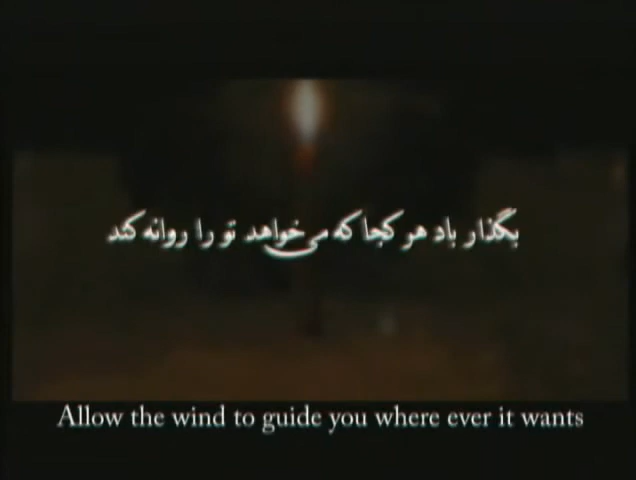 بگذار باد هر کجا که می‌خواهد تو را روانه کند
Allow the wind to guide you where ever it wants